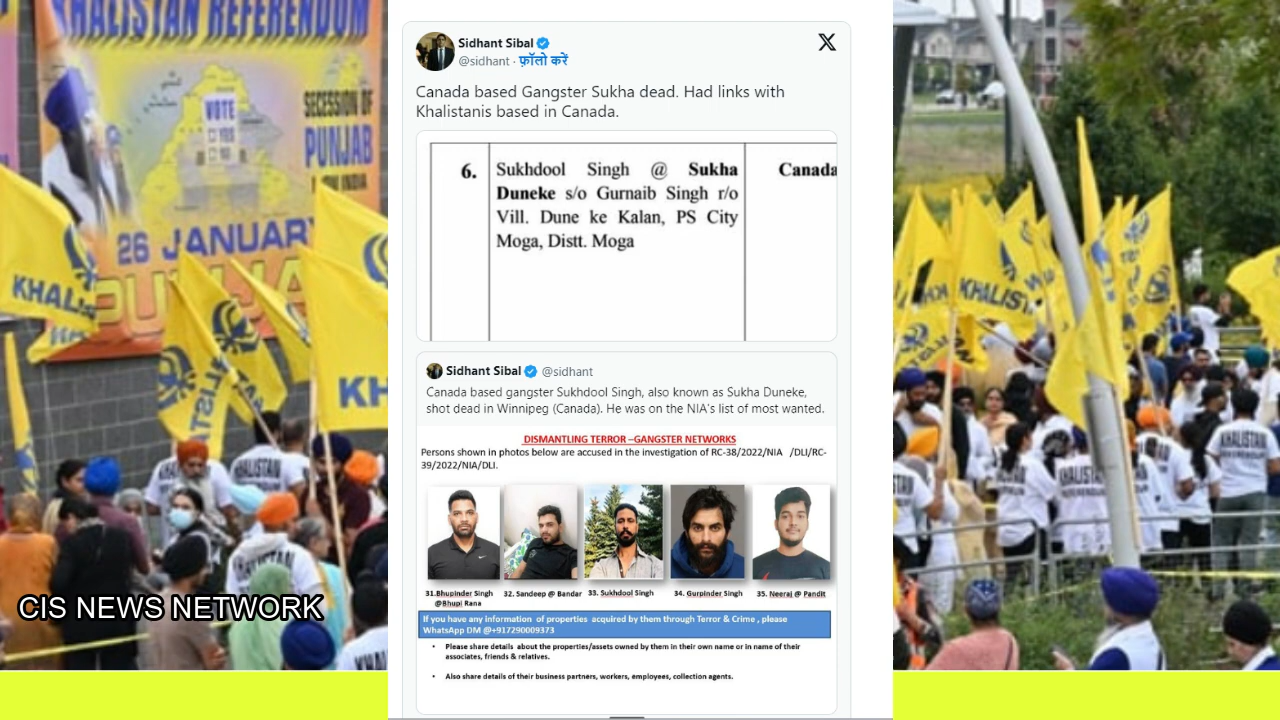 KHALISTAN REFERENDUM
VOTE
YES
NO
SECESSION OF
PUNJAB
26 JANUARY
KHALIS
Sidhant Sibal
@sidhant · फ़ॉलो करें
Canada based Gangster Sukha dead. Had links with
Khalistanis based in Canada.
6.
Sukhdool Singh @ Sukha
Duneke s/o Gurnaib Singh r/o
Vill. Dune ke Kalan, PS City
Moga, Distt. Moga
Canada
Sidhant Sibal @sidhant
Canada based gangster Sukhdool Singh, also known as Sukha Duneke,
shot dead in Winnipeg (Canada). He was on the NIA's list of most wanted.
DISMANTLING TERROR –GANGSTER NETWORKS
Persons shown in photos below are accused in the investigation of RC-38/2022/NIA /DLI/RC-
39/2022/NIA/DLI.
31.Bhupinder Singh
@Bhupi Rana
32. Sandeep @ Bandar
33. Sukhdool Singh
34. Gurpinder Singh
35. Neeraj @ Pandit
If you have any information of properties acquired by them through Terror & Crime , please
WhatsApp DM @+917290009373
• Please share details about the properties/assets owned by them in their own name or in name of their
associates, friends & relatives.
• Also share details of their business partners, workers, employees, collection agents.
KHALIST
KHALISTAN
CIS NEWS NETWORK